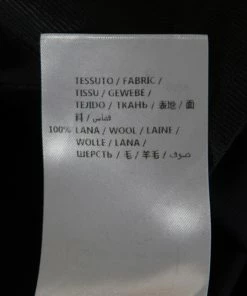 TESSUTO / FABRIC /
TISSU / GEWEBE /
TEJIDO / ТКАНЬ / 表地 / 面
料 / قماش /
100% LANA / WOOL / LAINE /
WOLLE / LANA /
ШЕРСТЬ / 毛 / 羊毛 / صوف /